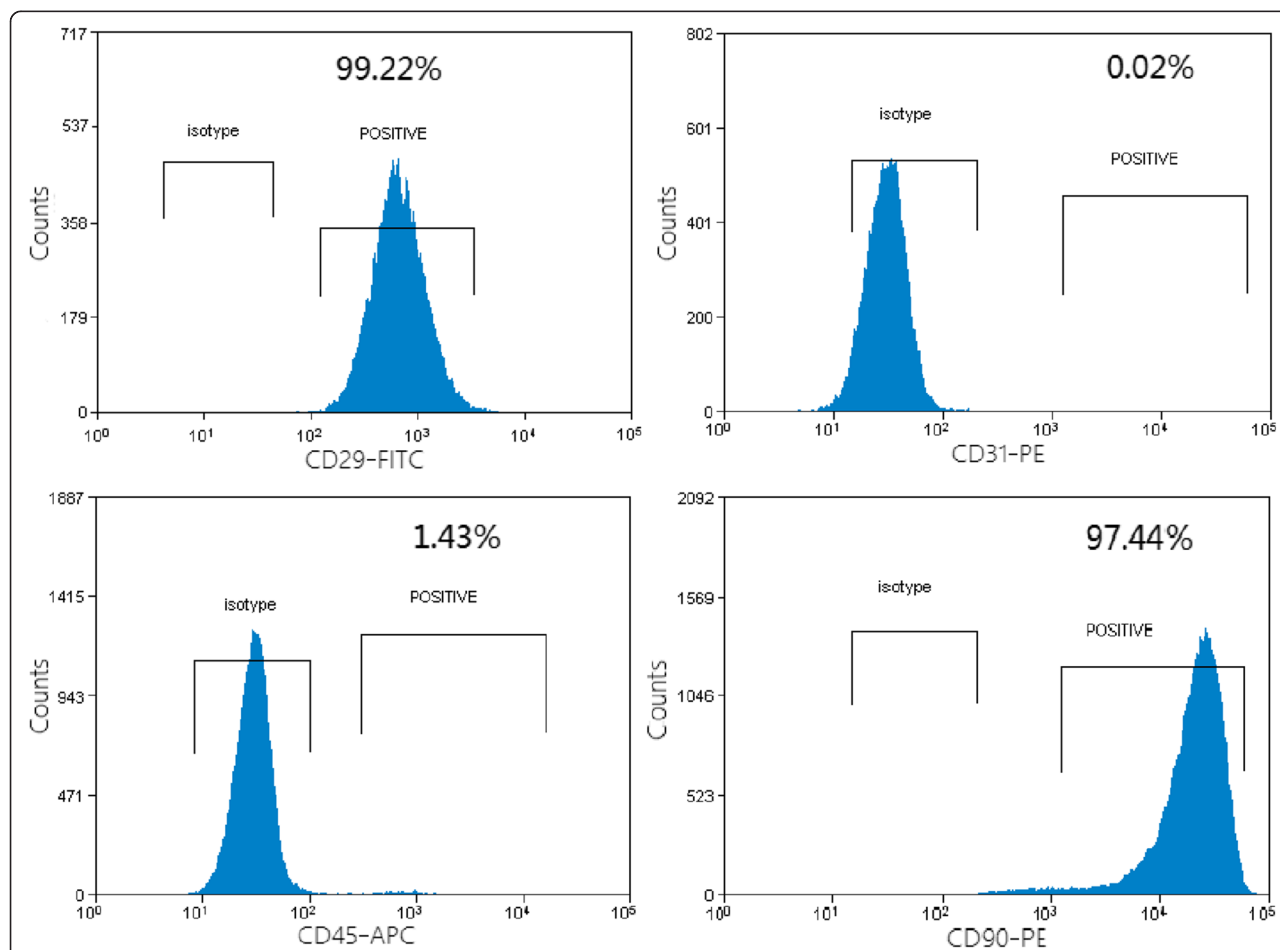 717
99.22%
isotype
POSITIVE
537
358
179
0
Counts
10⁰ 10¹ 10² 10³ 10⁴ 10⁵
CD29-FITC
802
0.02%
isotype
POSITIVE
601
401
200
0
Counts
10⁰ 10¹ 10² 10³ 10⁴ 10⁵
CD31-PE
1887
1.43%
isotype
POSITIVE
1415
943
471
0
Counts
10⁰ 10¹ 10² 10³ 10⁴ 10⁵
CD45-APC
2092
97.44%
isotype
POSITIVE
1569
1046
523
0
Counts
10⁰ 10¹ 10² 10³ 10⁴ 10⁵
CD90-PE